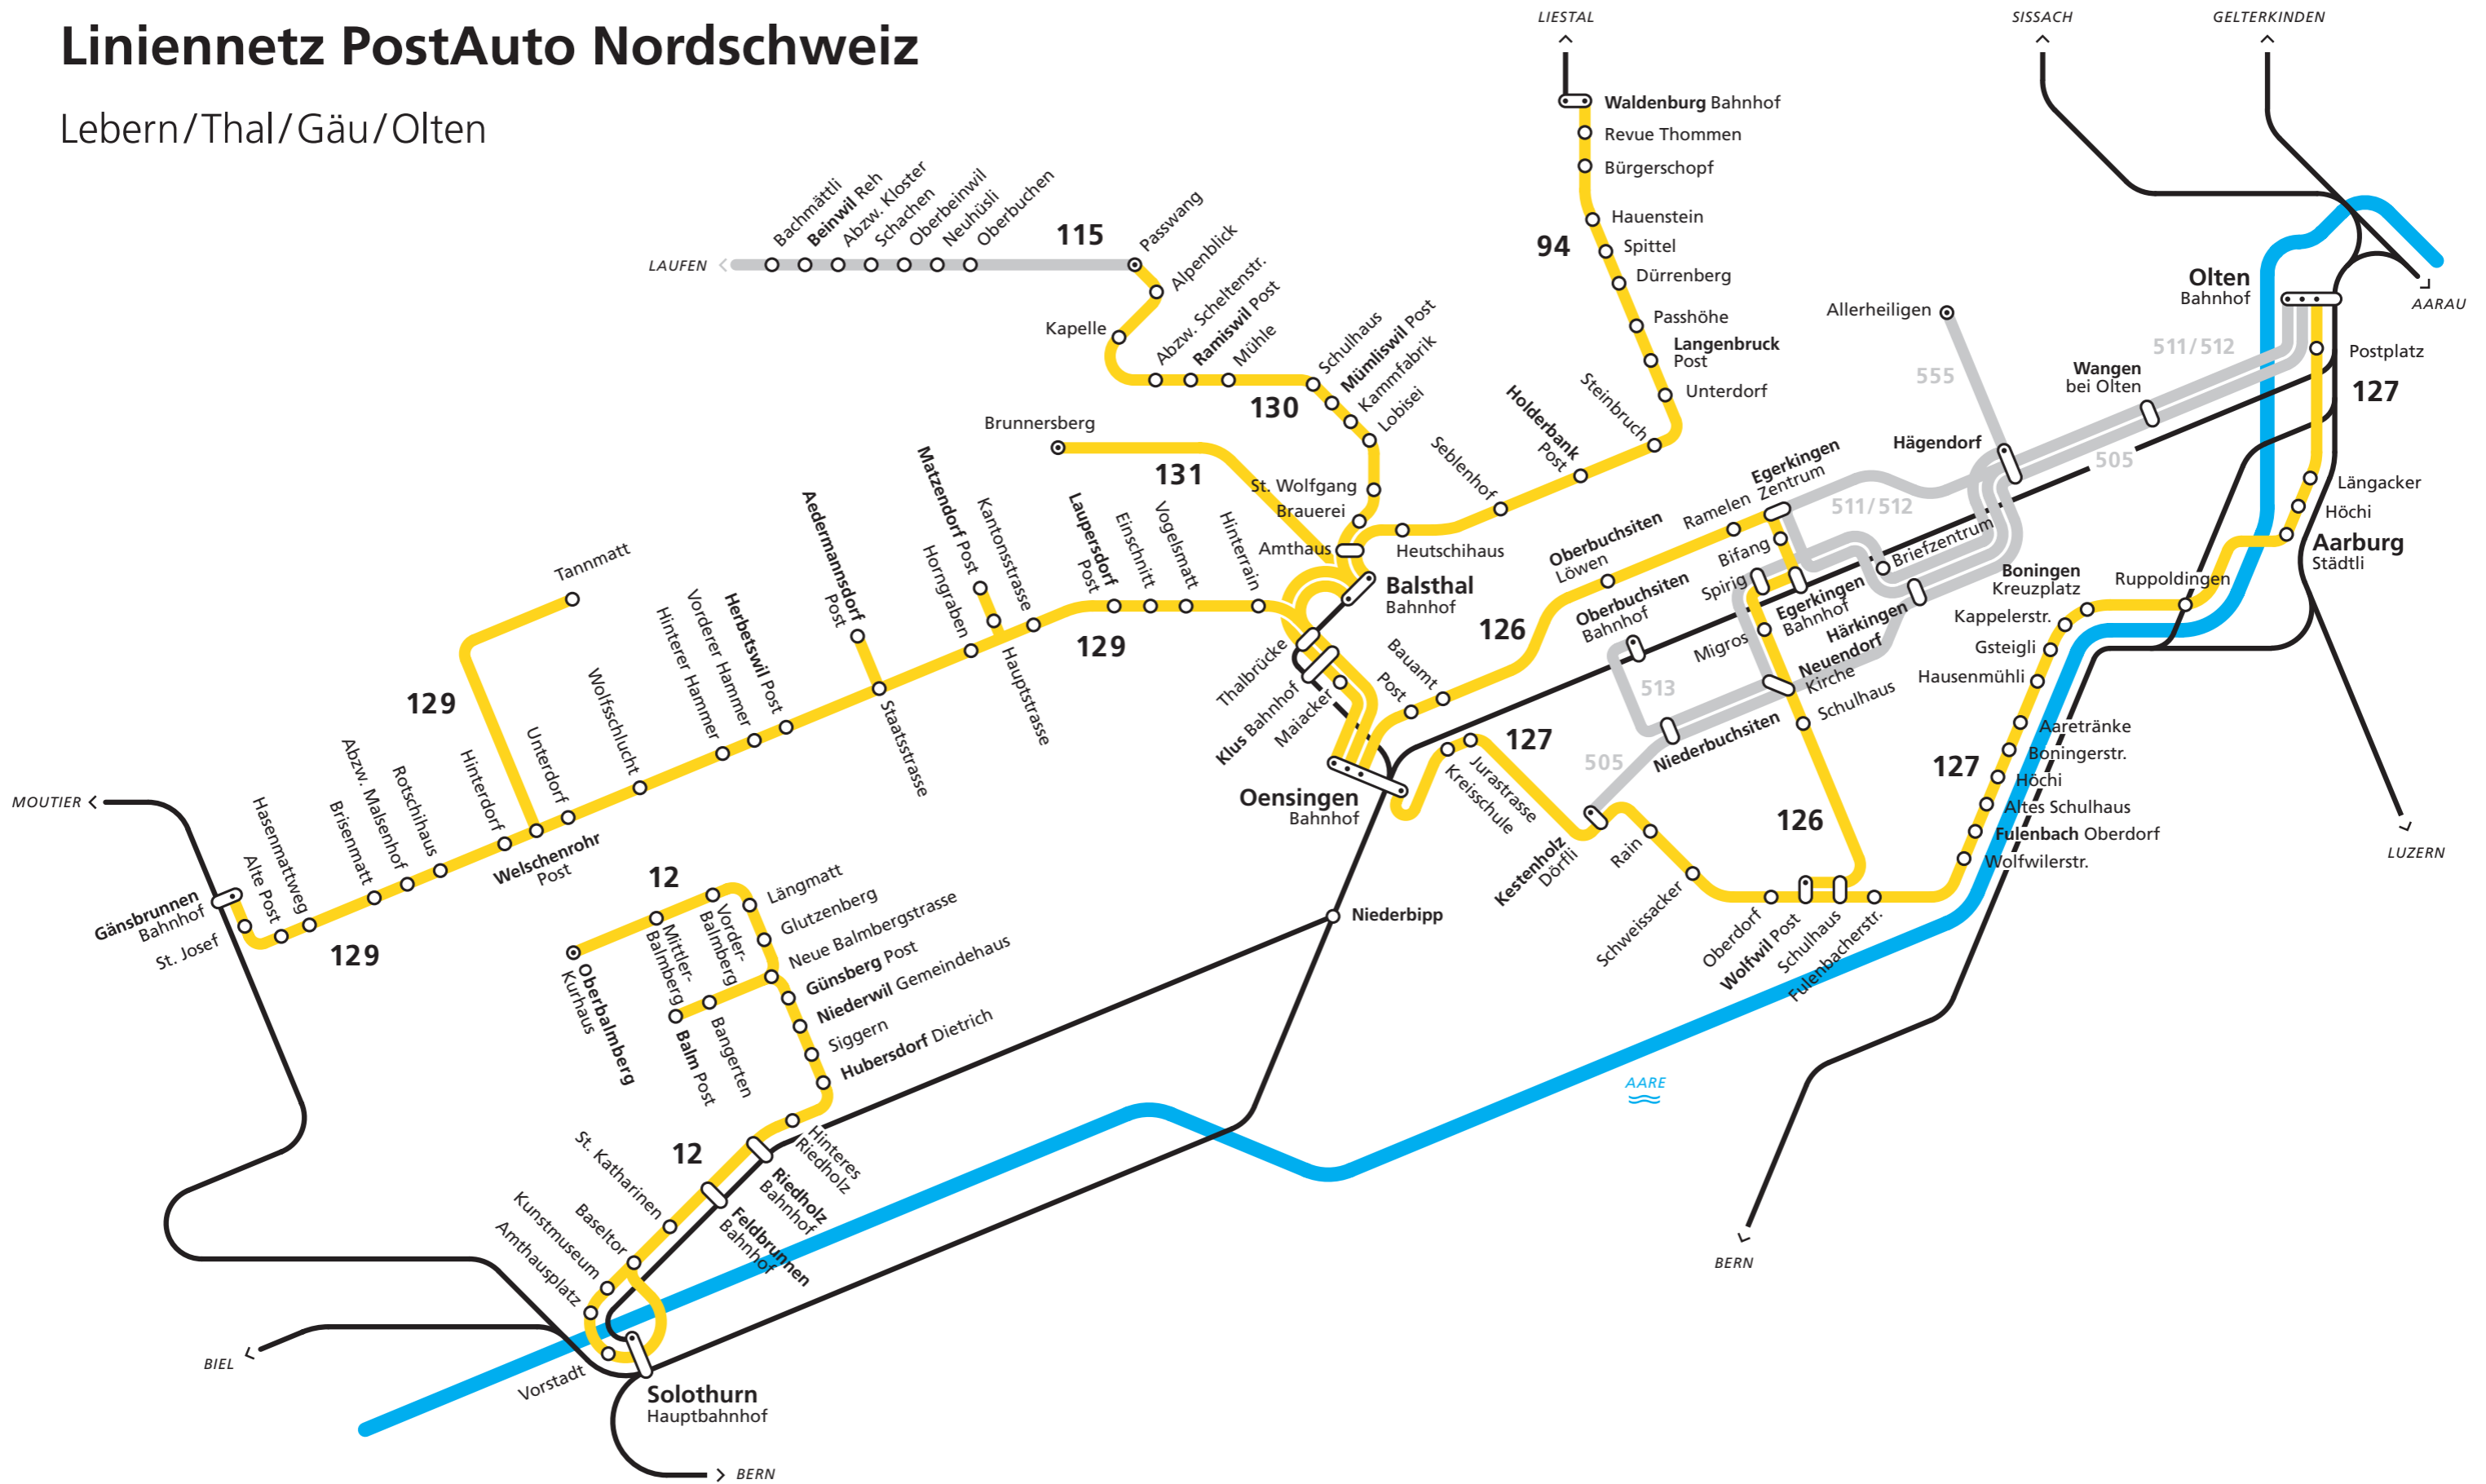 Liniennetz PostAuto Nordschweiz
Lebern/Thal/Gäu/Olten
LIESTAL
SISSACH
GELTERKINDEN
Waldenburg Bahnhof
Revue Thommen
Bürgerschopf
Hauenstein
94
Spittel
Dürrenberg
Passhöhe
Langenbruck
Post
Unterdorf
Steinbruch
Holderbank
Post
Seblenhof
Heutschihaus
LAUFEN
Bachmättli
Beinwil Reh
Abzw. Kloster
Schachen
Oberbeinwil
Neuhüsli
Oberbuchen
115
Passwang
Alpenblick
Kapelle
Abzw. Scheltenstr.
Ramiswil Post
Mühle
130
Schulhaus
Mümliswil Post
Kammfabrik
Lobisei
St. Wolfgang
Brauerei
Amthaus
Brunnersberg
131
Balsthal
Bahnhof
Thalbrücke
Klus Bahnhof
Maiacker
Oensingen
Bahnhof
Tannmatt
129
Aedermannsdorf
Post
Matzendorf Post
Horngraben
Kantonsstrasse
Hauptstrasse
Laupersdorf
Post
Einschnitt
Vogelsmatt
Hinterrain
129
Staatsstrasse
Herbetswil Post
Vorderer Hammer
Hinterer Hammer
Wolfsschlucht
Unterdorf
Welschenrohr
Post
Hinterdorf
Rotschihaus
Abzw. Malsenhof
Brisenmatt
Hasenmattweg
Alte Post
St. Josef
Gänsbrunnen
Bahnhof
129
MOUTIER
12
Oberbalmberg
Kurhaus
Mittler-
Balmberg
Vorder-
Balmberg
Längmatt
Glutzenberg
Neue Balmbergstrasse
Günsberg Post
Niederwil Gemeindehaus
Siggern
Hubersdorf Dietrich
Bangerten
Balm Post
Hinteres
Riedholz
12
Riedholz
Bahnhof
Feldbrunnen
Bahnhof
St. Katharinen
Baseltor
Kunstmuseum
Amthausplatz
Vorstadt
Solothurn
Hauptbahnhof
BIEL
BERN
Niederbipp
AARE
BERN
Post
Bauamt
126
Oberbuchsiten
Löwen
Ramelen
Egerkingen
Zentrum
Bifang
Spirig
Egerkingen
Bahnhof
Migros
Oberbuchsiten
Bahnhof
513
Neuendorf
Kirche
Schulhaus
Härkingen
Briefzentrum
511/512
Hägendorf
Allerheiligen
555
505
Wangen
bei Olten
511/512
Olten
Bahnhof
AARAU
Postplatz
127
Längacker
Höchi
Aarburg
Städtli
Ruppoldingen
Boningen
Kreuzplatz
Kappelerstr.
Gsteigli
Hausenmühli
Aaretränke
Boningerstr.
Höchi
Altes Schulhaus
Fulenbach Oberdorf
Wolfwilerstr.
127
LUZERN
127
Kreisschule
Jurastrasse
505
Niederbuchsiten
Kestenholz
Dörfli
Rain
Schweissacker
126
Oberdorf
Wolfwil Post
Schulhaus
Fulenbacherstr.